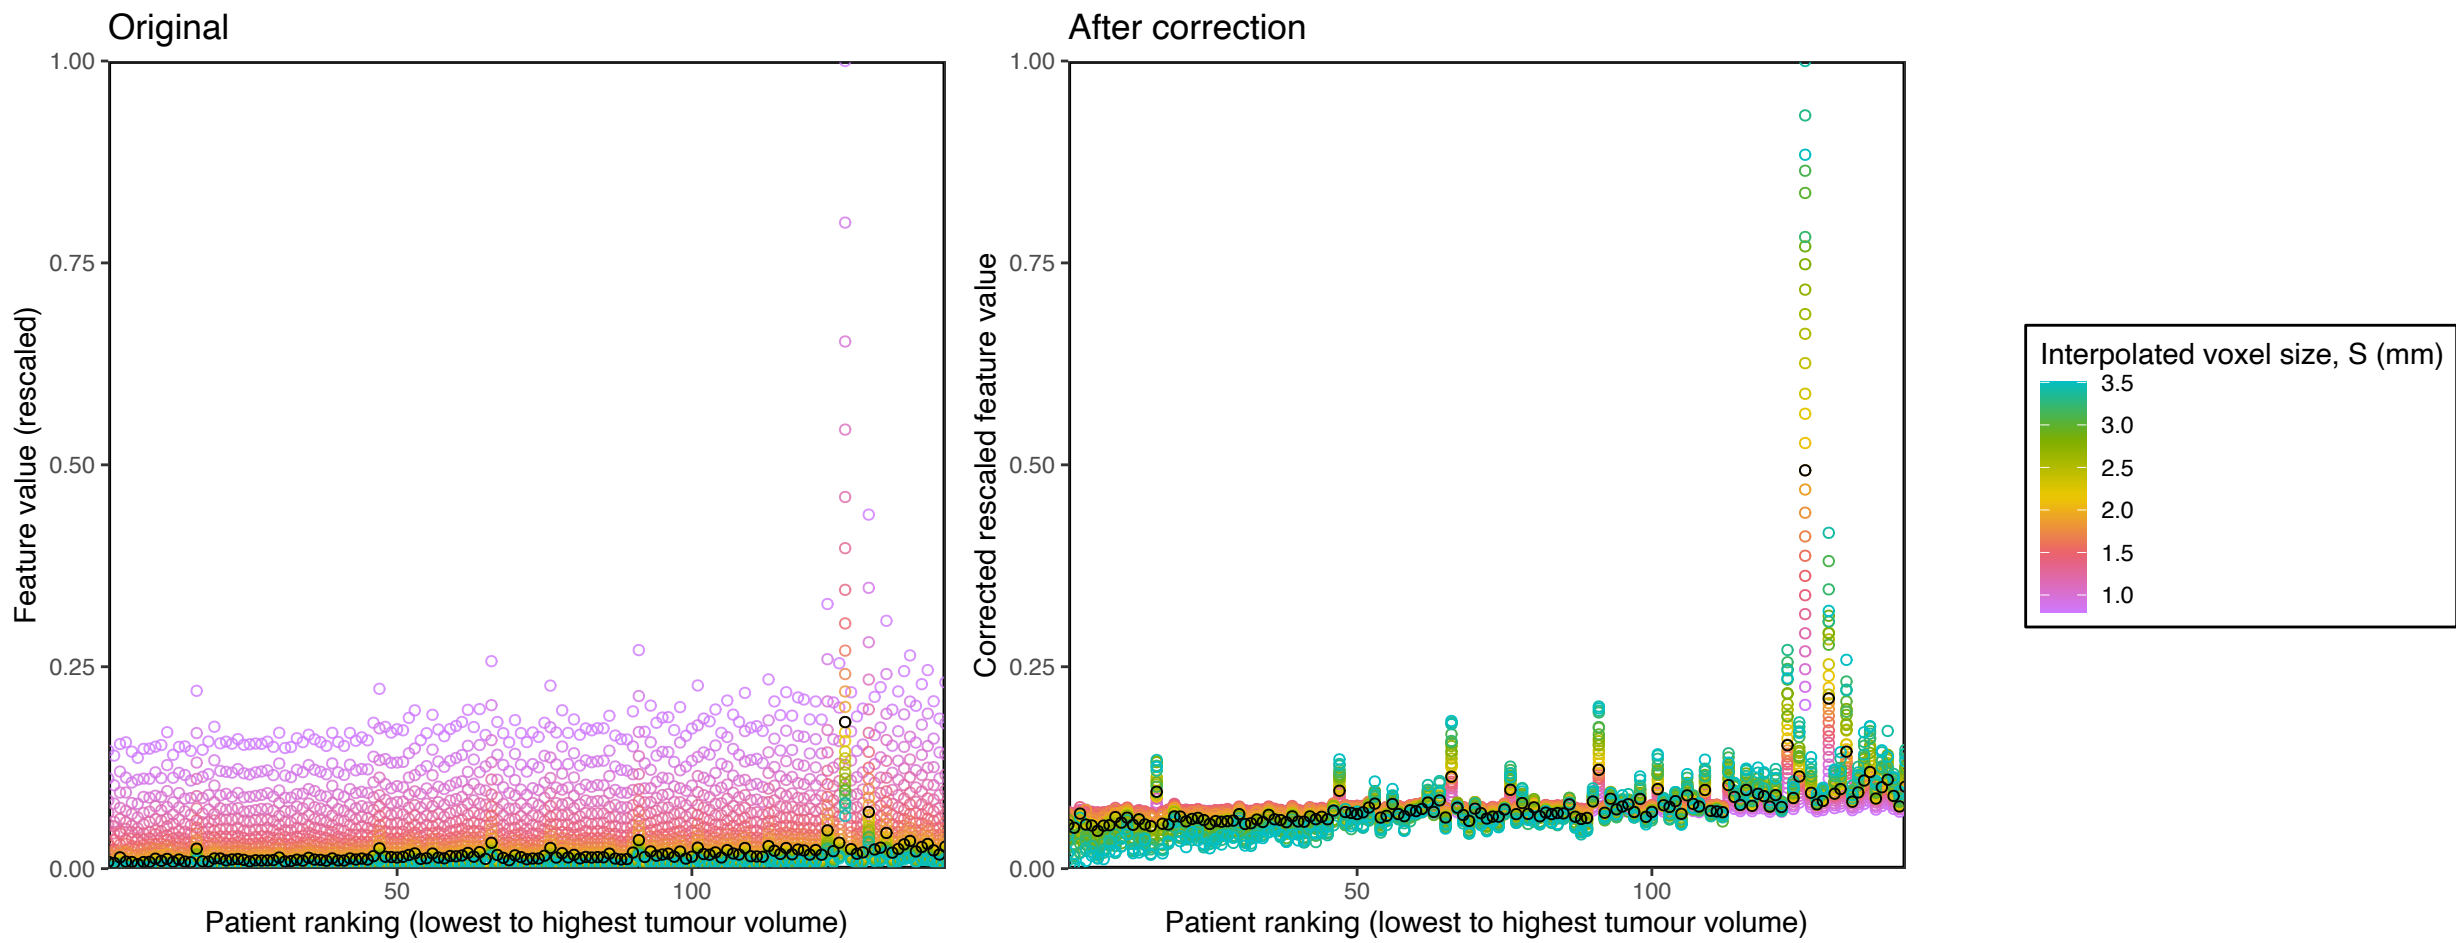 Original
1.00
0.75
0.50
0.25
0.00
50
100
Feature value (rescaled)
Patient ranking (lowest to highest tumour volume)
After correction
1.00
0.75
0.50
0.25
0.00
50
100
Corrected rescaled feature value
Patient ranking (lowest to highest tumour volume)
Interpolated voxel size, S (mm)
3.5
3.0
2.5
2.0
1.5
1.0